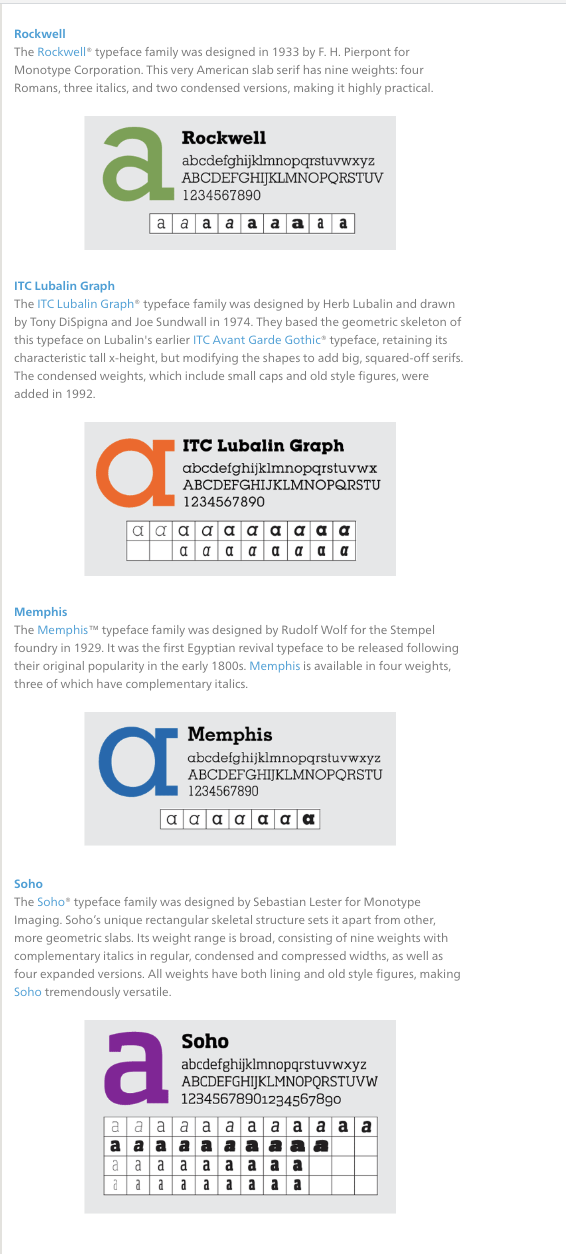 Rockwell
The Rockwell® typeface family was designed in 1933 by F. H. Pierpont for
Monotype Corporation. This very American slab serif has nine weights: four
Romans, three italics, and two condensed versions, making it highly practical.
a
Rockwell
abcdefghijklmnopqrstuvwxyz
ABCDEFGHIJKLMNOPQRSTUV
1234567890
a a a a a a a a a
ITC Lubalin Graph
The ITC Lubalin Graph® typeface family was designed by Herb Lubalin and drawn
by Tony DiSpigna and Joe Sundwall in 1974. They based the geometric skeleton of
this typeface on Lubalin's earlier ITC Avant Garde Gothic® typeface, retaining its
characteristic tall x-height, but modifying the shapes to add big, squared-off serifs.
The condensed weights, which include small caps and old style figures, were
added in 1992.
a
ITC Lubalin Graph
abcdefghijklmnopqrstuvwx
ABCDEFGHIJKLMNOPQRSTU
1234567890
a a a a a a a a a a
a a a a a a a a
Memphis
The Memphis™ typeface family was designed by Rudolf Wolf for the Stempel
foundry in 1929. It was the first Egyptian revival typeface to be released following
their original popularity in the early 1800s. Memphis is available in four weights,
three of which have complementary italics.
a
Memphis
abcdefghijklmnopqrstuvwxyz
ABCDEFGHIJKLMNOPQRSTU
1234567890
a a a a a a a
Soho
The Soho® typeface family was designed by Sebastian Lester for Monotype
Imaging. Soho’s unique rectangular skeletal structure sets it apart from other,
more geometric slabs. Its weight range is broad, consisting of nine weights with
complementary italics in regular, condensed and compressed widths, as well as
four expanded versions. All weights have both lining and old style figures, making
Soho tremendously versatile.
a
Soho
abcdefghijklmnopqrstuvwxyz
ABCDEFGHIJKLMNOPQRSTUVW
12345678901234567890
a a a a a a a a a a a a
a a a a a a a a a a
a a a a a a a a a
a a a a a a a a a